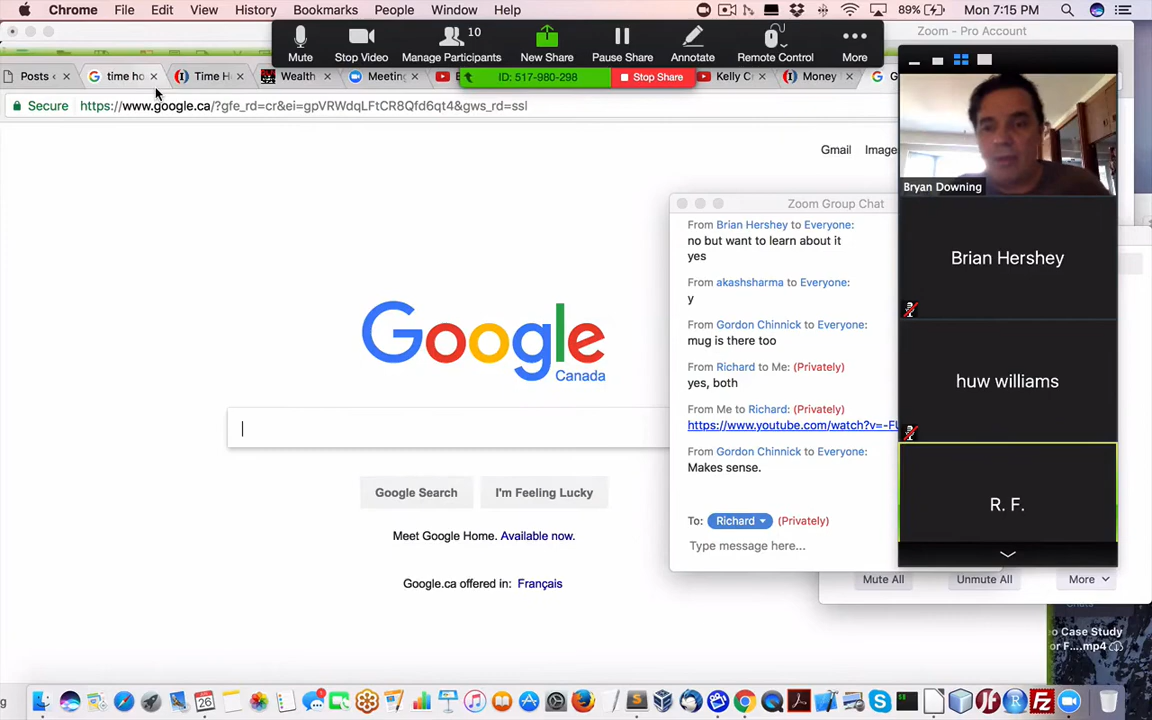 Chrome File Edit View History Bookmarks People Window Help 89% Mon 7:15 PM
Zoom - Pro Account
Mute Stop Video Manage Participants 10 New Share Pause Share Annotate Remote Control More
Posts time ho Time H Wealth Meeting ID: 517-980-298 Stop Share Kelly C Money
Secure https://www.google.ca/?gfe_rd=cr&ei=gpVRWdqLFtCR8Qfd6qt4&gws_rd=ssl
Gmail Image
Bryan Downing
Zoom Group Chat
From Brian Hershey to Everyone:
no but want to learn about it
yes
Brian Hershey
From akashsharma to Everyone:
y
From Gordon Chinnick to Everyone:
mug is there too
Google
Canada
From Richard to Me: (Privately)
yes, both
huw williams
From Me to Richard: (Privately)
https://www.youtube.com/watch?v=-FU
From Gordon Chinnick to Everyone:
Makes sense.
Google Search I'm Feeling Lucky
R. F.
To: Richard (Privately)
Meet Google Home. Available now.
Type message here...
Google.ca offered in: Français
Mute All Unmute All More
Chats
o Case Study
or F....mp4
26